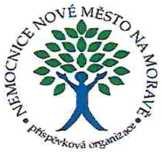 NEMOCNICE NOVÉ MĚSTO NA MORAVĚ
příspěvková organizace